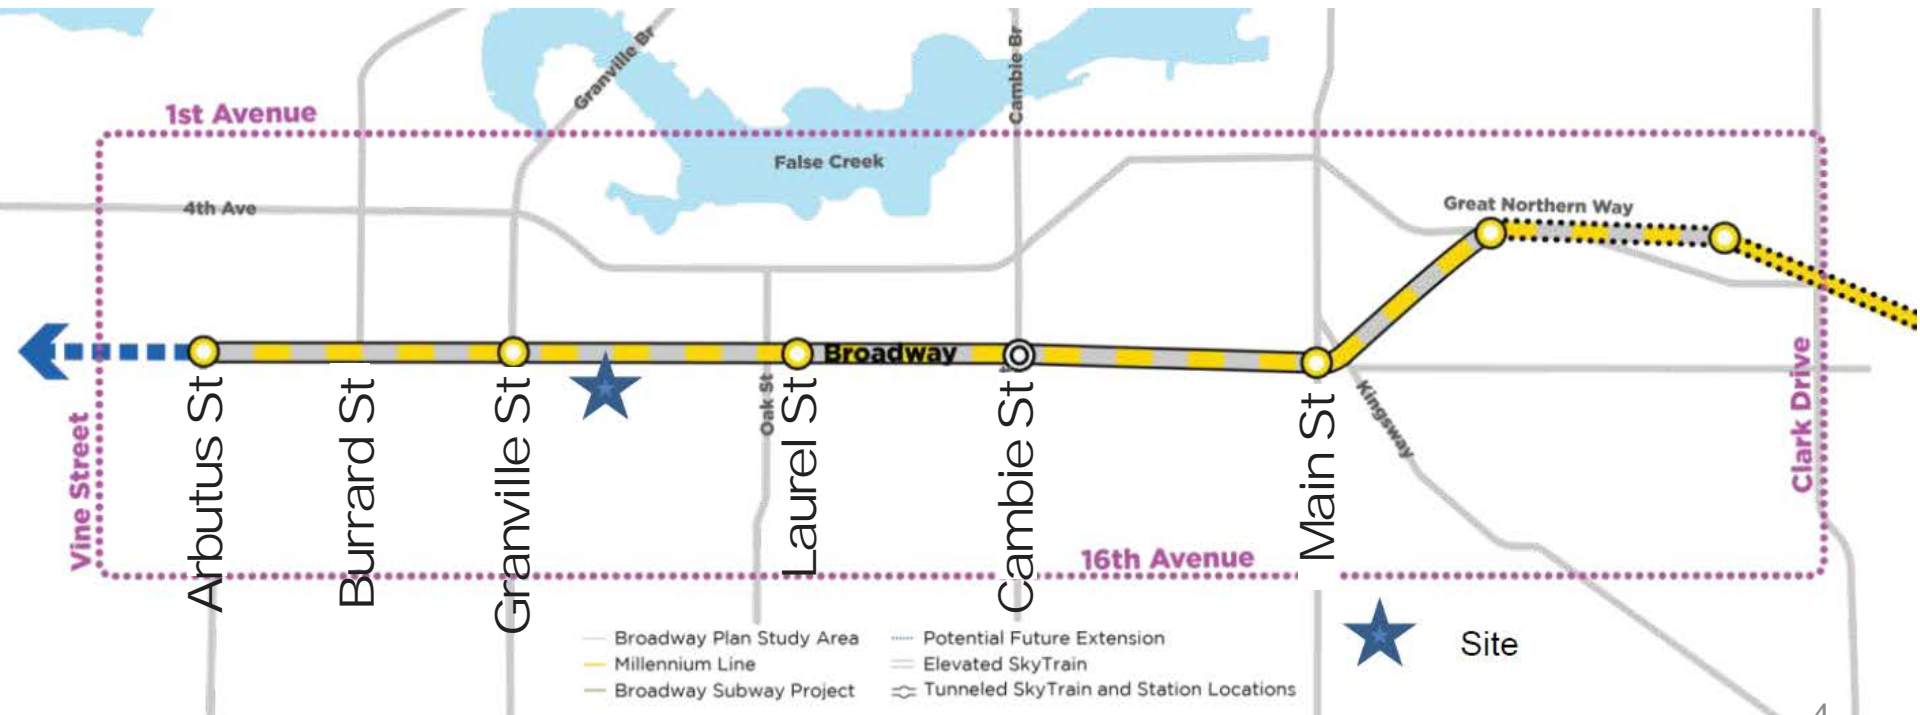 Granville Br
Cambie Br
1st Avenue
False Creek
4th Ave
Great Northern Way
Broadway
Vine Street
Arbutus St
Burrard St
Granville St
Oak St
Laurel St
Cambie St
Main St
Kingsway
Clark Drive
16th Avenue
Broadway Plan Study Area
Millennium Line
Broadway Subway Project
Potential Future Extension
Elevated SkyTrain
Tunneled SkyTrain and Station Locations
Site
4